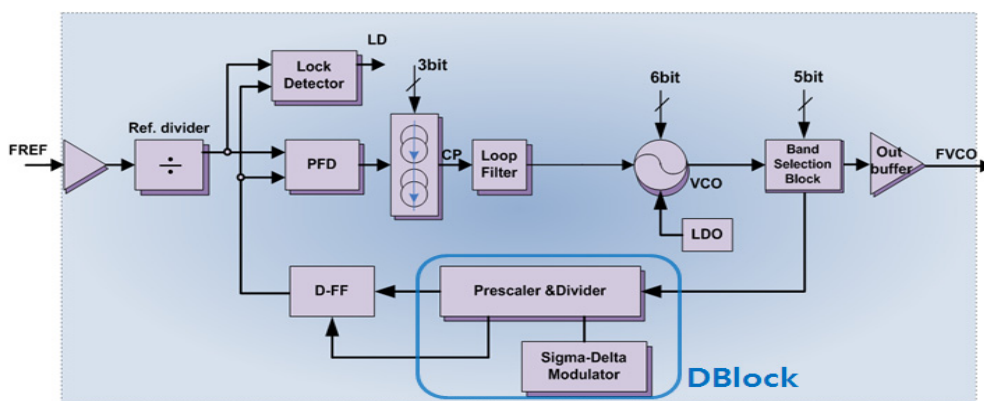 LD
Lock
Detector
3bit
6bit
5bit
Ref. divider
FREF
÷
PFD
CP
Loop
Filter
VCO
Band
Selection
Block
Out
buffer
FVCO
LDO
D-FF
Prescaler &Divider
Sigma-Delta
Modulator
DBlock